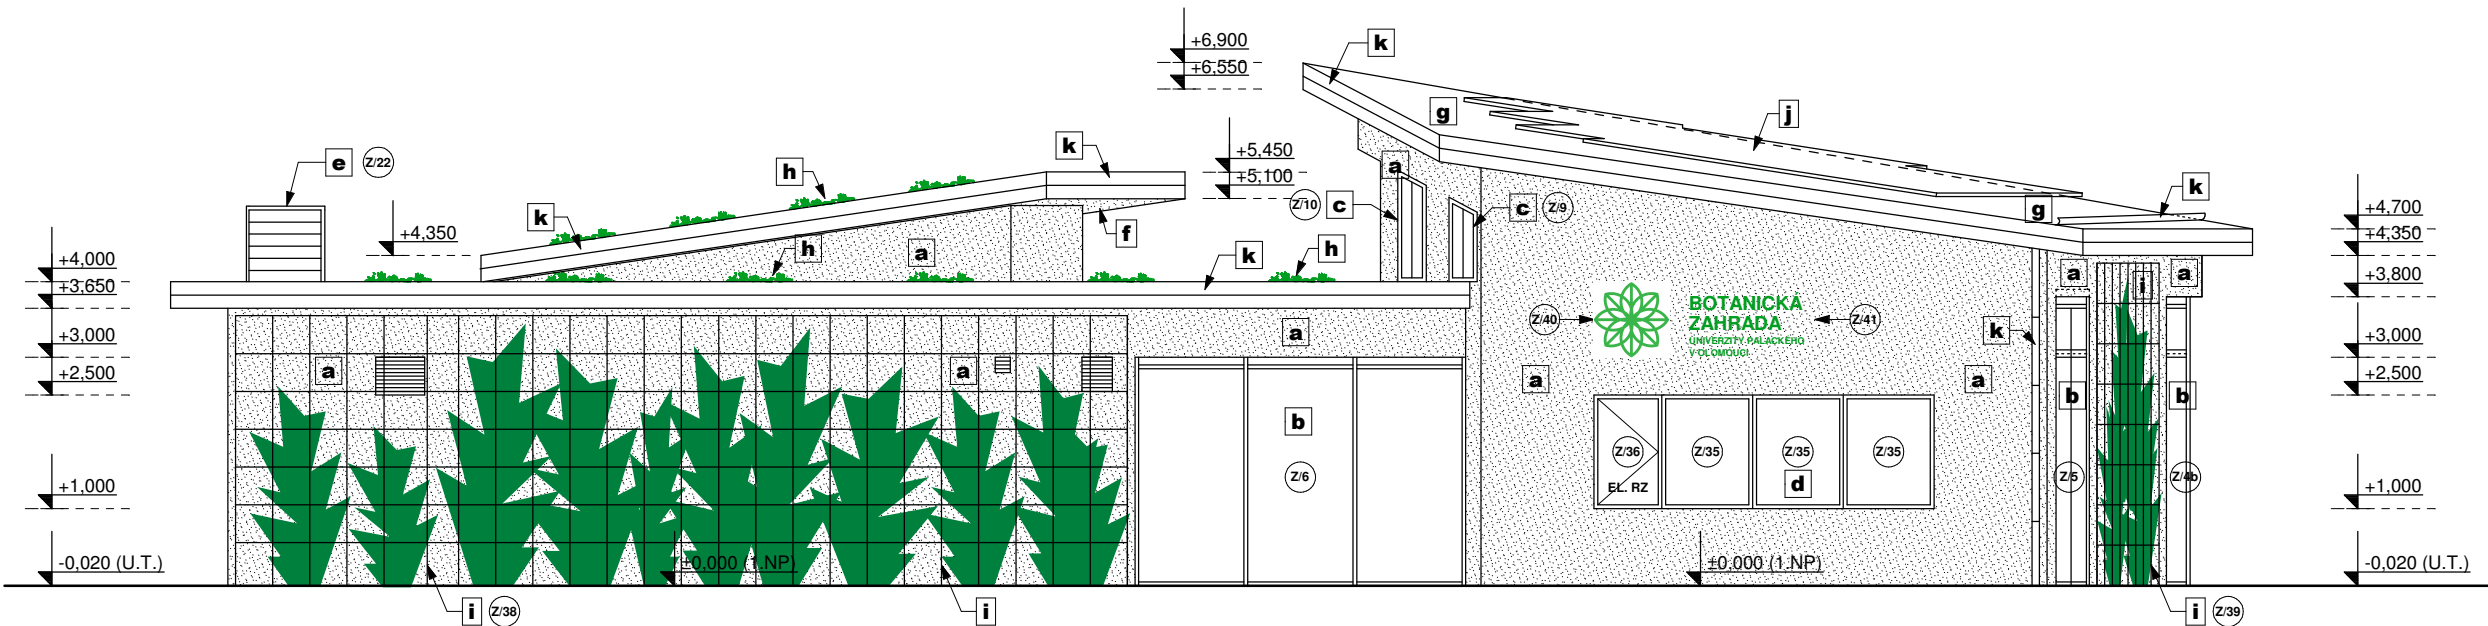 +6,900
+6,550
k
g
j
k
e Z/22
h
k
+5,450
+5,100
a
Z/10 c
c Z/9
g
+4,700
+4,350
+4,350
k
h
a
f
k
h
+4,000
+3,650
+3,000
+2,500
+1,000
-0,020 (U.T.)
a
a
a
b
Z/6
±0,000 (1.NP)
i Z/38
i
Z/40
BOTANICKÁ
ZAHRADA
UNIVERZITY PALACKÉHO
V OLOMOUCI
Z/41
a
a
k
Z/36
EL. RZ
Z/35
Z/35
d
Z/35
±0,000 (1.NP)
a
i
a
b
b
Z/5
Z/4b
i Z/39
+3,800
+3,000
+2,500
+1,000
-0,020 (U.T.)